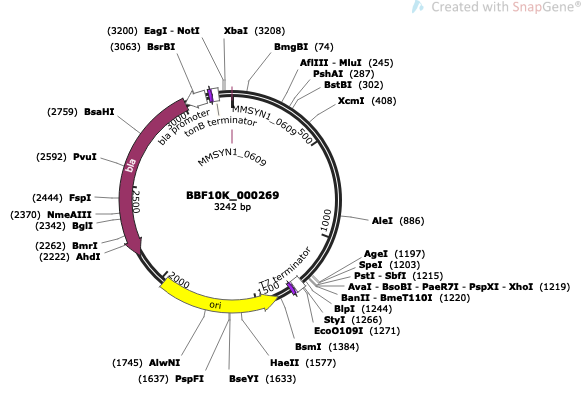 Created with SnapGene®
(3200) EagI - NotI
XbaI (3208)
(3063) BsrBI
BmgBI (74)
AflIII - MluI (245)
PshAI (287)
BstBI (302)
XcmI (408)
(2759) BsaHI
(2592) PvuI
(2444) FspI
(2370) NmeAIII
(2342) BglI
(2262) BmrI
(2222) AhdI
AleI (886)
AgeI (1197)
SpeI (1203)
PstI - SbfI (1215)
AvaI - BsoBI - PaeR7I - PspXI - XhoI (1219)
BanII - BmeT110I (1220)
BlpI (1244)
StyI (1266)
EcoO109I (1271)
BsmI (1384)
HaeII (1577)
BseYI (1633)
(1637) PspFI
(1745) AlwNI
bla promoter
tonB terminator
MMSYN1_0609
MMSYN1_0609
bla
ori
T7 terminator
500
1000
1500
2000
2500
3000
BBF10K_000269
3242 bp